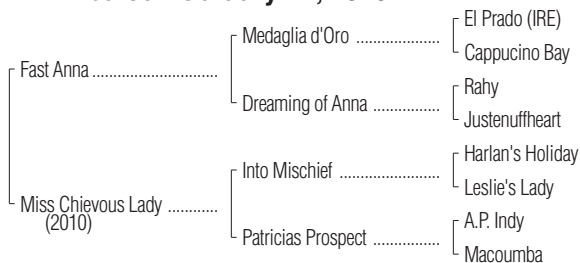 El Prado (IRE)
Medaglia d'Oro ....................
Cappucino Bay
Fast Anna ..............................
Rahy
Dreaming of Anna ................
Justenuffheart
Harlan's Holiday
Into Mischief ........................
Leslie's Lady
Miss Chievous Lady ............
(2010)
A.P. Indy
Patricias Prospect ................
Macoumba